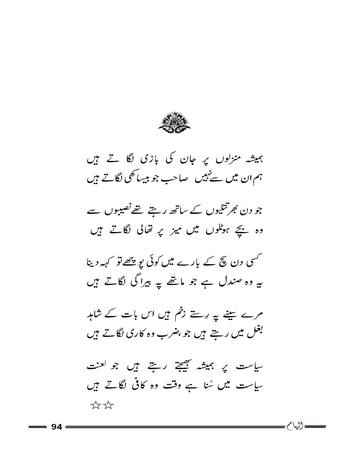 ہمیشہ منزلوں پر جان کی بازی لگا تے ہیں
ہم ان میں سے نہیں صاحب جو بیساکھی لگاتے ہیں
جو دن بھر تتلیوں کے ساتھ رہتے تھے نصیبوں سے
وہ بچے ہوٹلوں میں میز پر تھالی لگاتے ہیں
کسی دن سچ کے بارے میں کوئی پوچھے تو کہہ دینا
یہ وہ صندل ہے جو ماتھے پہ بیراگی لگاتے ہیں
مرے سینے پہ رستے زخم ہیں اس بات کے شاہد
بغل میں رہتے ہیں جو ضرب وہ کاری لگاتے ہیں
سیاست پر ہمیشہ بھیجتے رہتے ہیں جو لعنت
سیاست میں سُنا ہے وقت وہ کافی لگاتے ہیں
☆☆
94